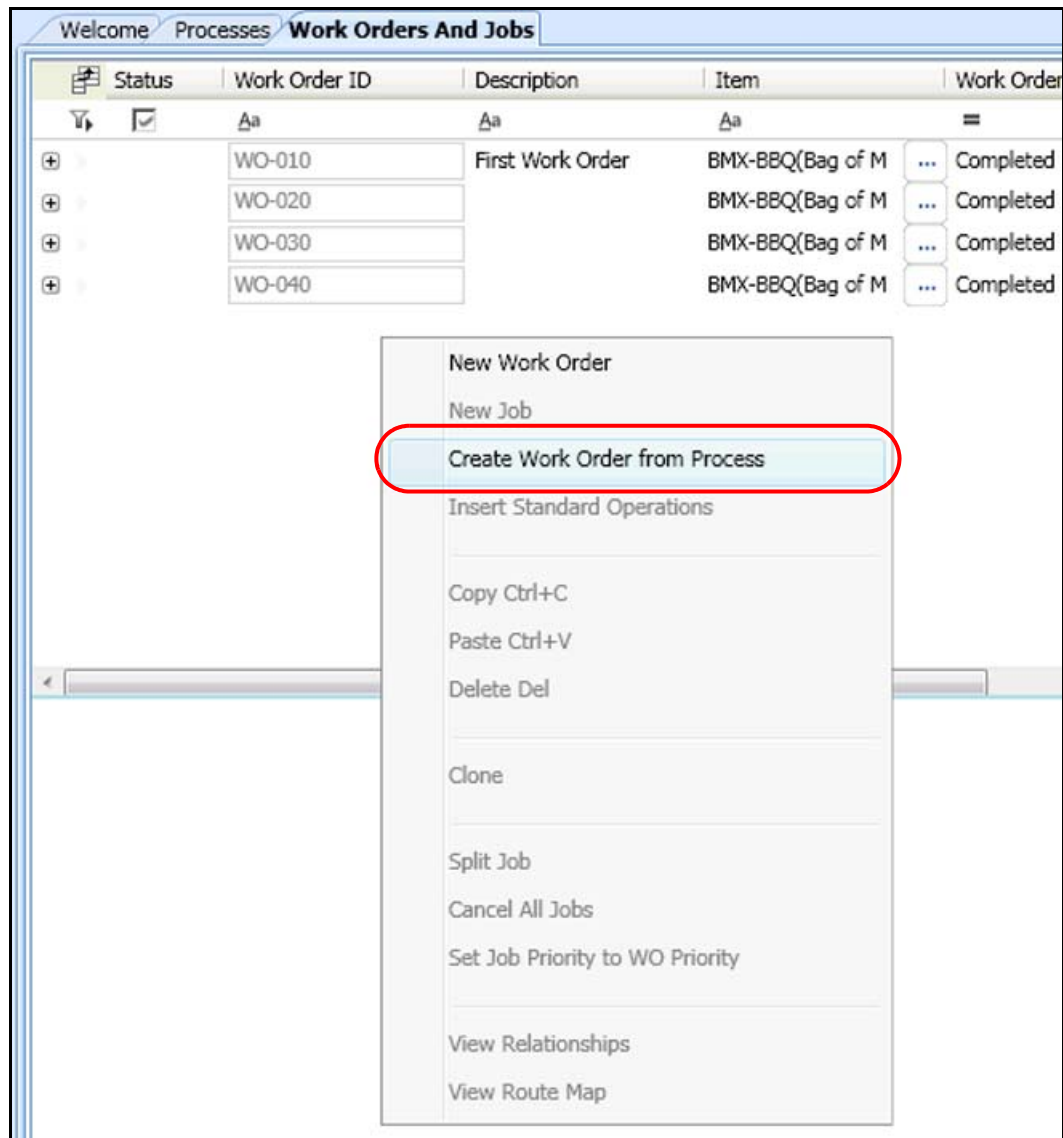 Welcome Processes Work Orders And Jobs
Status Work Order ID Description Item Work Order
Aa Aa Aa =
WO-010 First Work Order BMX-BBQ(Bag of M ... Completed
WO-020 BMX-BBQ(Bag of M ... Completed
WO-030 BMX-BBQ(Bag of M ... Completed
WO-040 BMX-BBQ(Bag of M ... Completed
New Work Order
New Job
Create Work Order from Process
Insert Standard Operations
Copy Ctrl+C
Paste Ctrl+V
Delete Del
Clone
Split Job
Cancel All Jobs
Set Job Priority to WO Priority
View Relationships
View Route Map